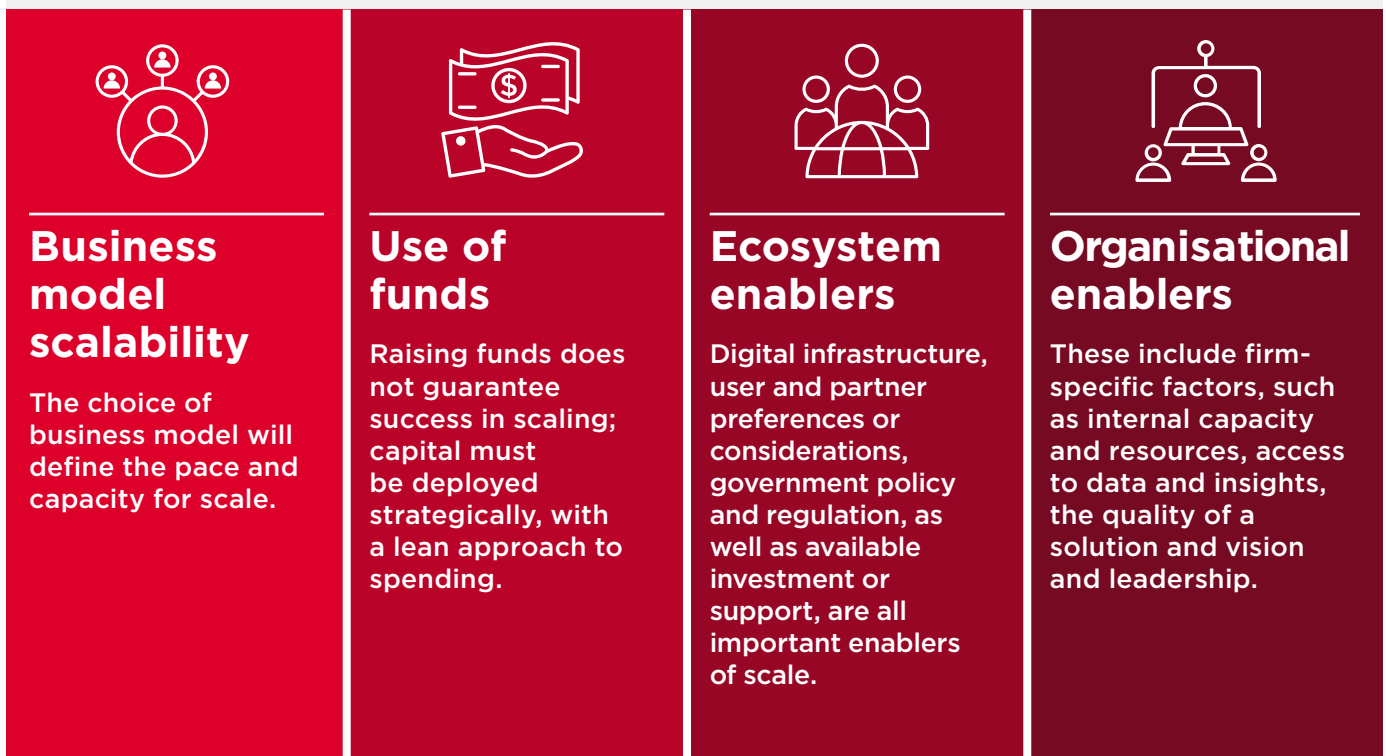 Business
model
scalability
The choice of
business model will
define the pace and
capacity for scale.
Use of
funds
Raising funds does
not guarantee
success in scaling;
capital must
be deployed
strategically, with
a lean approach to
spending.
Ecosystem
enablers
Digital infrastructure,
user and partner
preferences or
considerations,
government policy
and regulation, as
well as available
investment or
support, are all
important enablers
of scale.
Organisational
enablers
These include firm-
specific factors, such
as internal capacity
and resources, access
to data and insights,
the quality of a
solution and vision
and leadership.